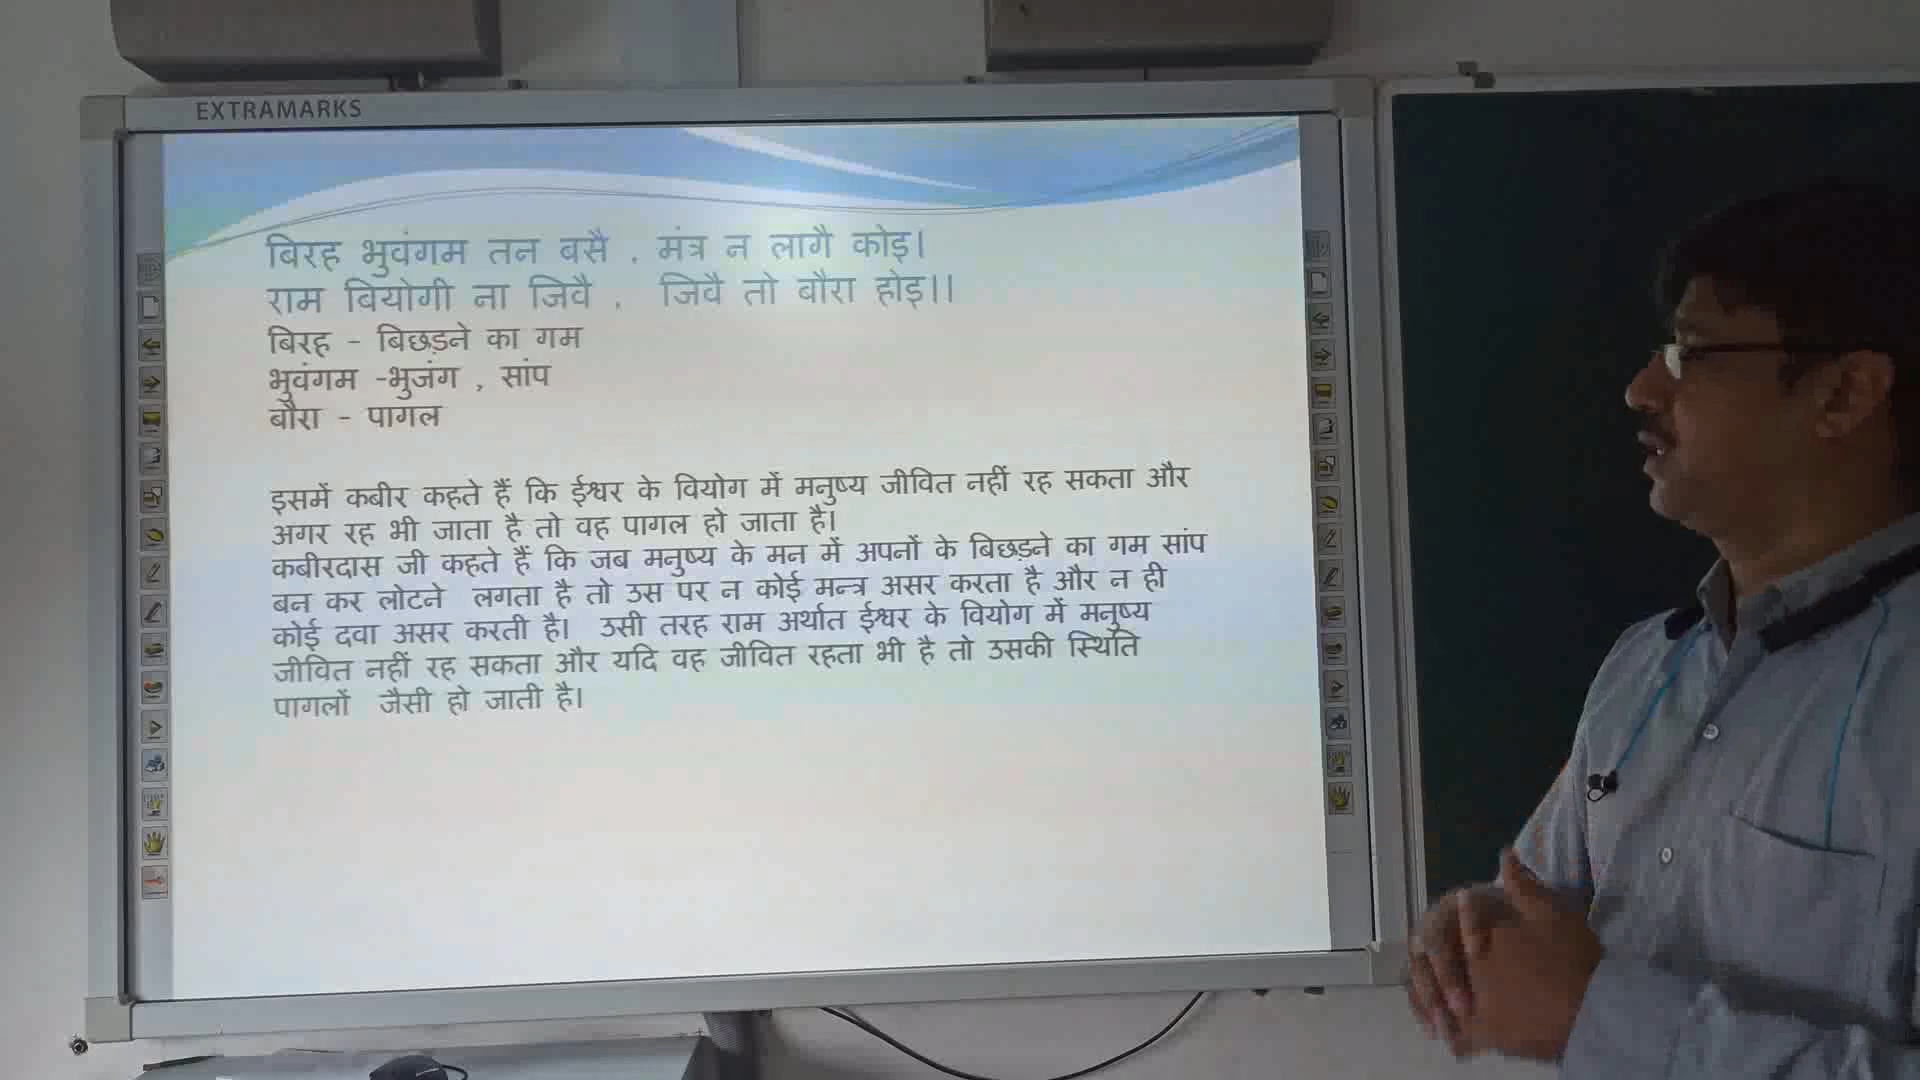 EXTRAMARKS
बिरह भुवंगम तन बसै , मंत्र न लागै कोइ।
राम बियोगी ना जिवै , जिवै तो बौरा होइ।।
बिरह - बिछड़ने का गम
भुवंगम -भुजंग , सांप
बौरा - पागल
इसमें कबीर कहते हैं कि ईश्वर के वियोग में मनुष्य जीवित नहीं रह सकता और
अगर रह भी जाता है तो वह पागल हो जाता है।
कबीरदास जी कहते हैं कि जब मनुष्य के मन में अपनों के बिछड़ने का गम सांप
बन कर लोटने लगता है तो उस पर न कोई मन्त्र असर करता है और न ही
कोई दवा असर करती है। उसी तरह राम अर्थात ईश्वर के वियोग में मनुष्य
जीवित नहीं रह सकता और यदि वह जीवित रहता भी है तो उसकी स्थिति
पागलों जैसी हो जाती है।